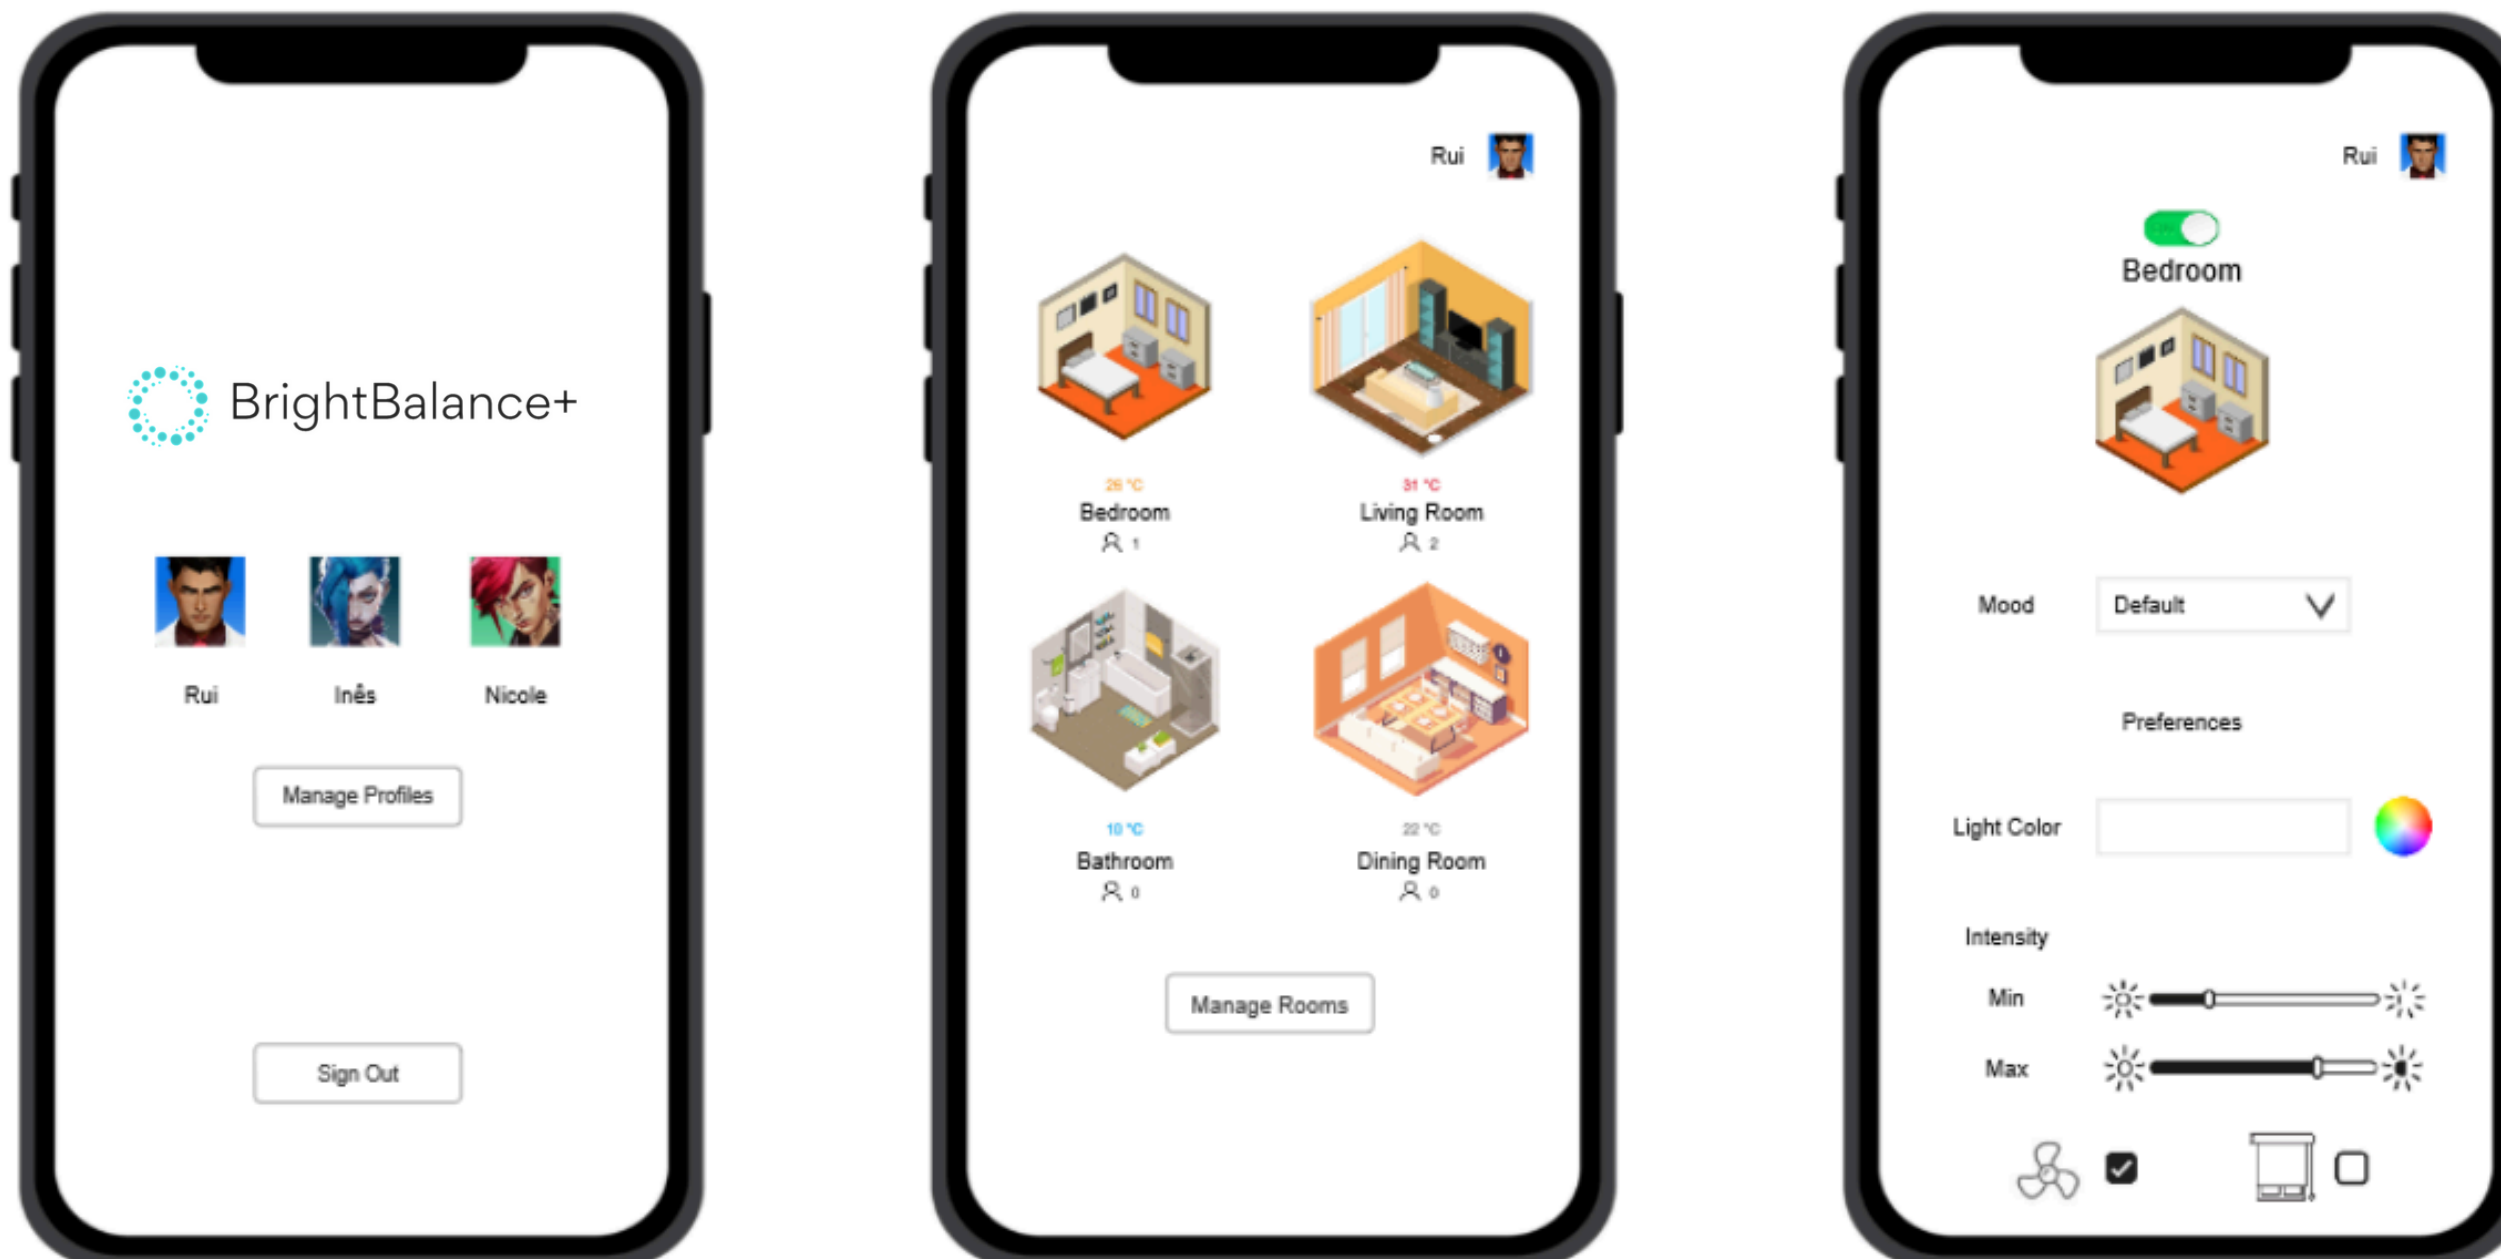 BrightBalance+
Rui Inês Nicole
Manage Profiles
Sign Out
Rui
26 °C 31 °C
Bedroom Living Room
1 2
10 °C 22 °C
Bathroom Dining Room
0 0
Manage Rooms
Rui
Bedroom
Mood Default
Preferences
Light Color
Intensity
Min
Max